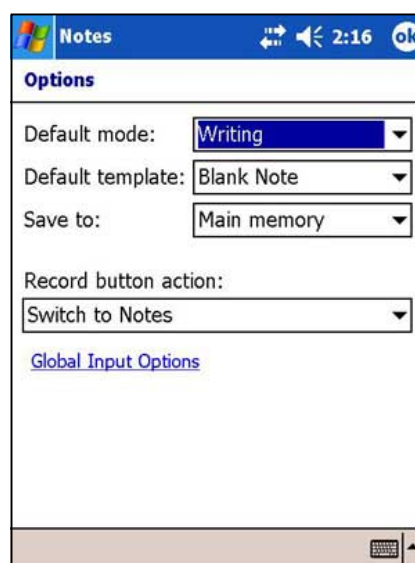 Notes 2:16 ok
Options
Default mode: Writing
Default template: Blank Note
Save to: Main memory
Record button action:
Switch to Notes
Global Input Options